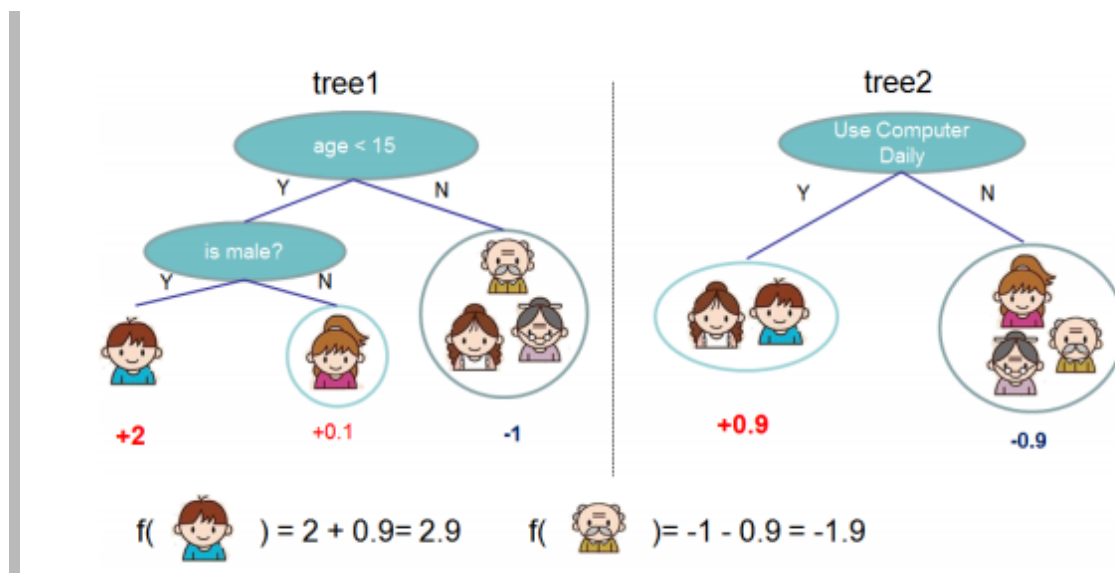 tree1
age < 15
Y
N
is male?
Y
N
+2
+0.1
-1
tree2
Use Computer
Daily
Y
N
+0.9
-0.9
f( ) = 2 + 0.9= 2.9
f( )= -1 - 0.9 = -1.9